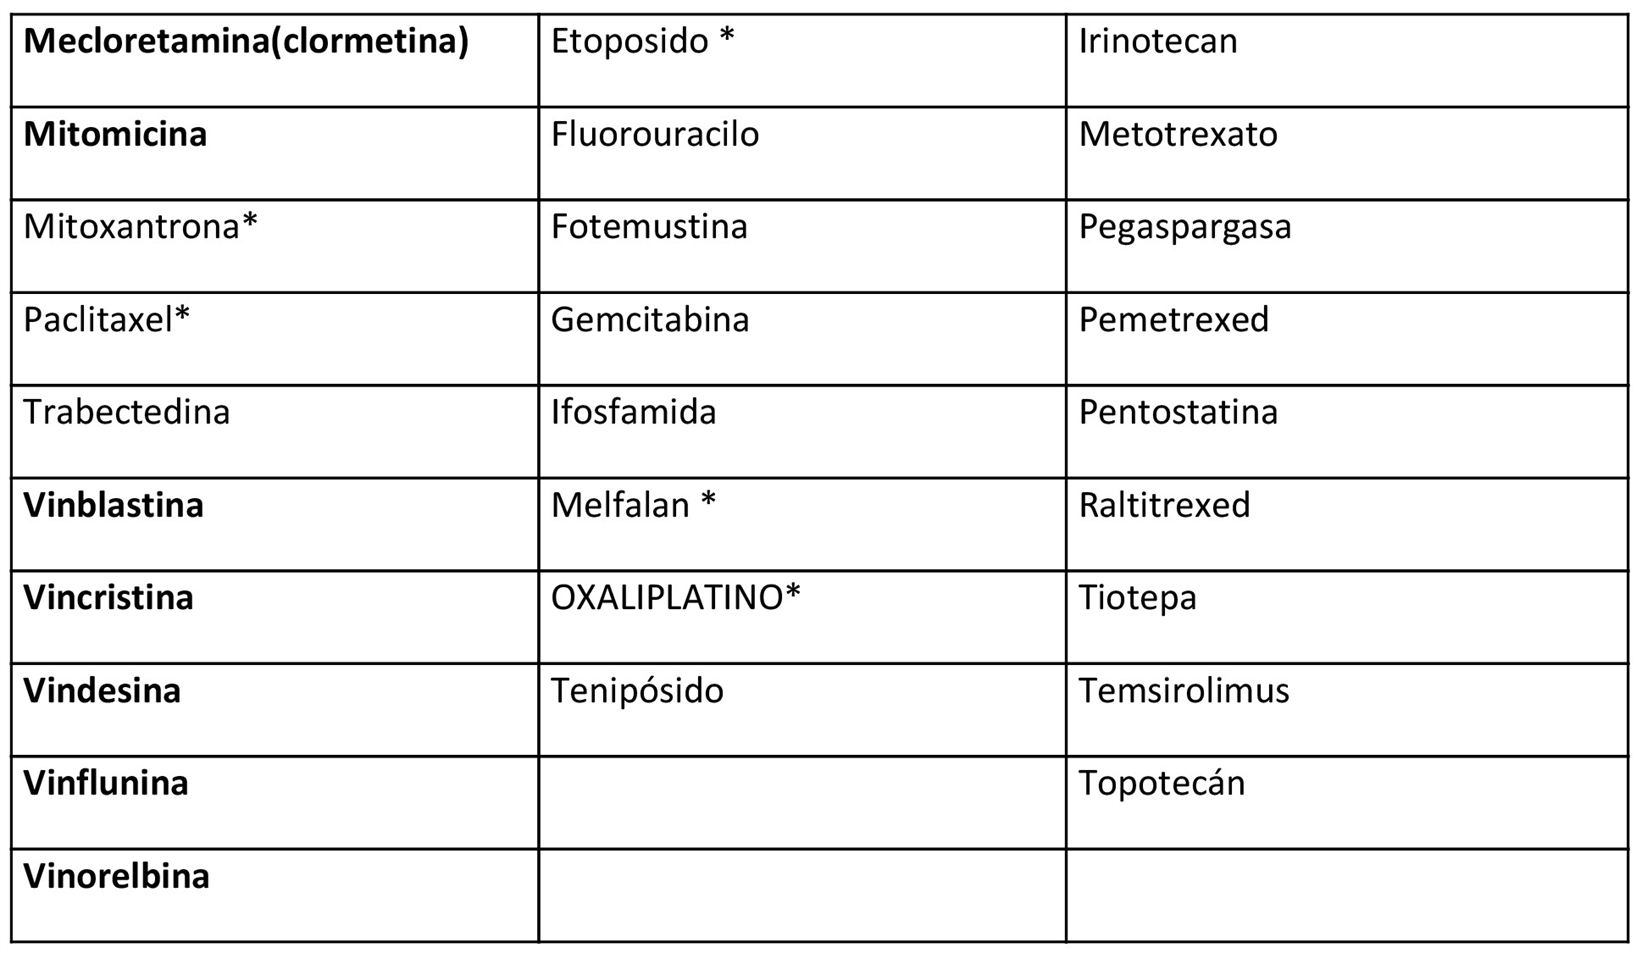 Mecloretamina(clormetina) Etoposido * Irinotecan
Mitomicina Fluorouracilo Metotrexato
Mitoxantrona* Fotemustina Pegaspargasa
Paclitaxel* Gemcitabina Pemetrexed
Trabectedina Ifosfamida Pentostatina
Vinblastina Melfalan * Raltitrexed
Vincristina OXALIPLATINO* Tiotepa
Vindesina Tenipósido Temsirolimus
Vinflunina Topotecán
Vinorelbina